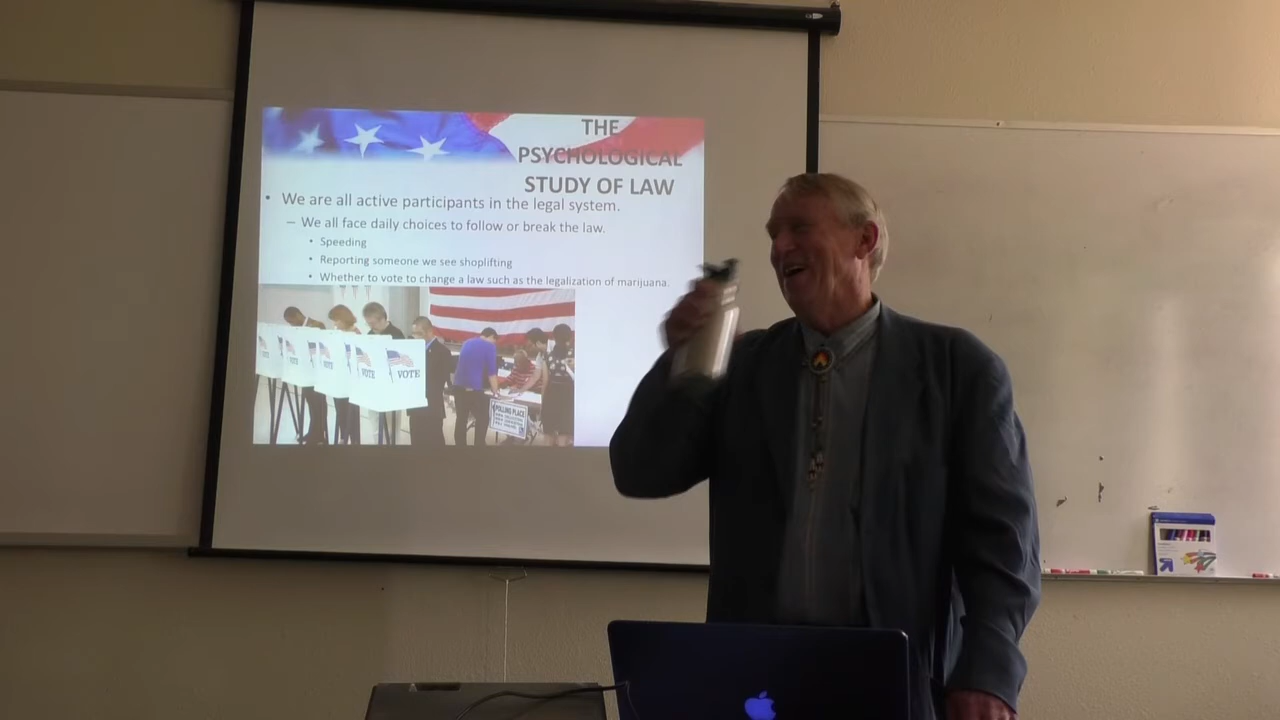 THE
PSYCHOLOGICAL
STUDY OF LAW
• We are all active participants in the legal system.
– We all face daily choices to follow or break the law.
• Speeding
• Reporting someone we see shoplifting
• Whether to vote to change a law such as the legalization of marijuana.
VOTE
VOTE
POLLING PLACE